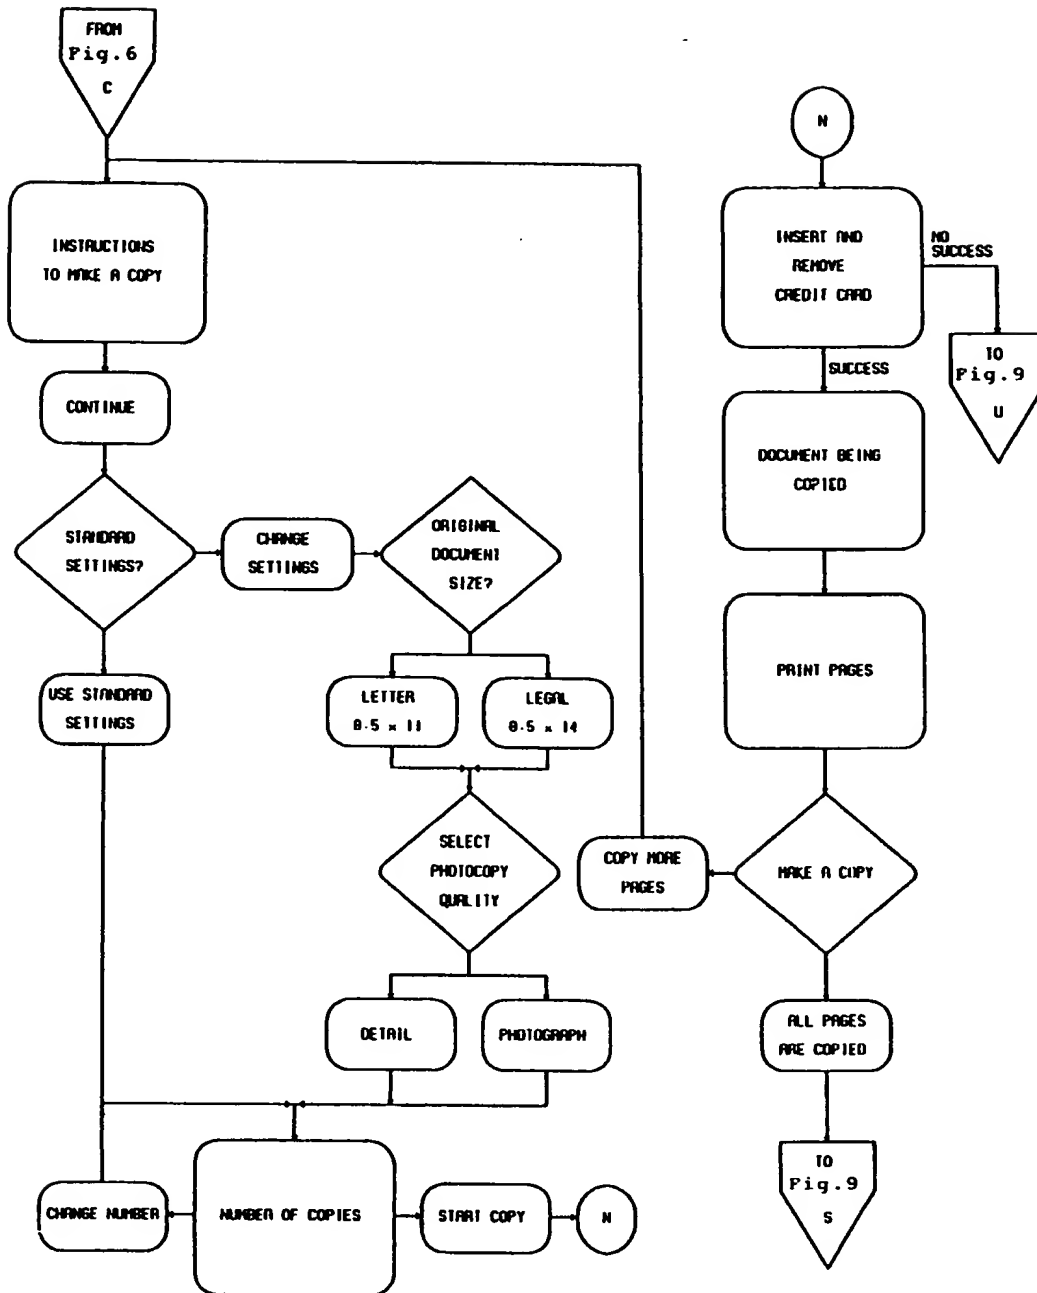 FROM
Fig.6
C
INSTRUCTIONS
TO MAKE A COPY
CONTINUE
STANDARD
SETTINGS?
CHANGE
SETTINGS
ORIGINAL
DOCUMENT
SIZE?
USE STANDARD
SETTINGS
LETTER
8.5 x 11
LEGAL
8.5 x 14
SELECT
PHOTOCOPY
QUALITY
DETAIL
PHOTOGRAPH
CHANGE NUMBER
NUMBER OF COPIES
START COPY
N
N
INSERT AND
REMOVE
CREDIT CARD
NO
SUCCESS
TO
Fig.9
U
SUCCESS
DOCUMENT BEING
COPIED
PRINT PAGES
MAKE A COPY
COPY MORE
PAGES
ALL PAGES
ARE COPIED
TO
Fig.9
S